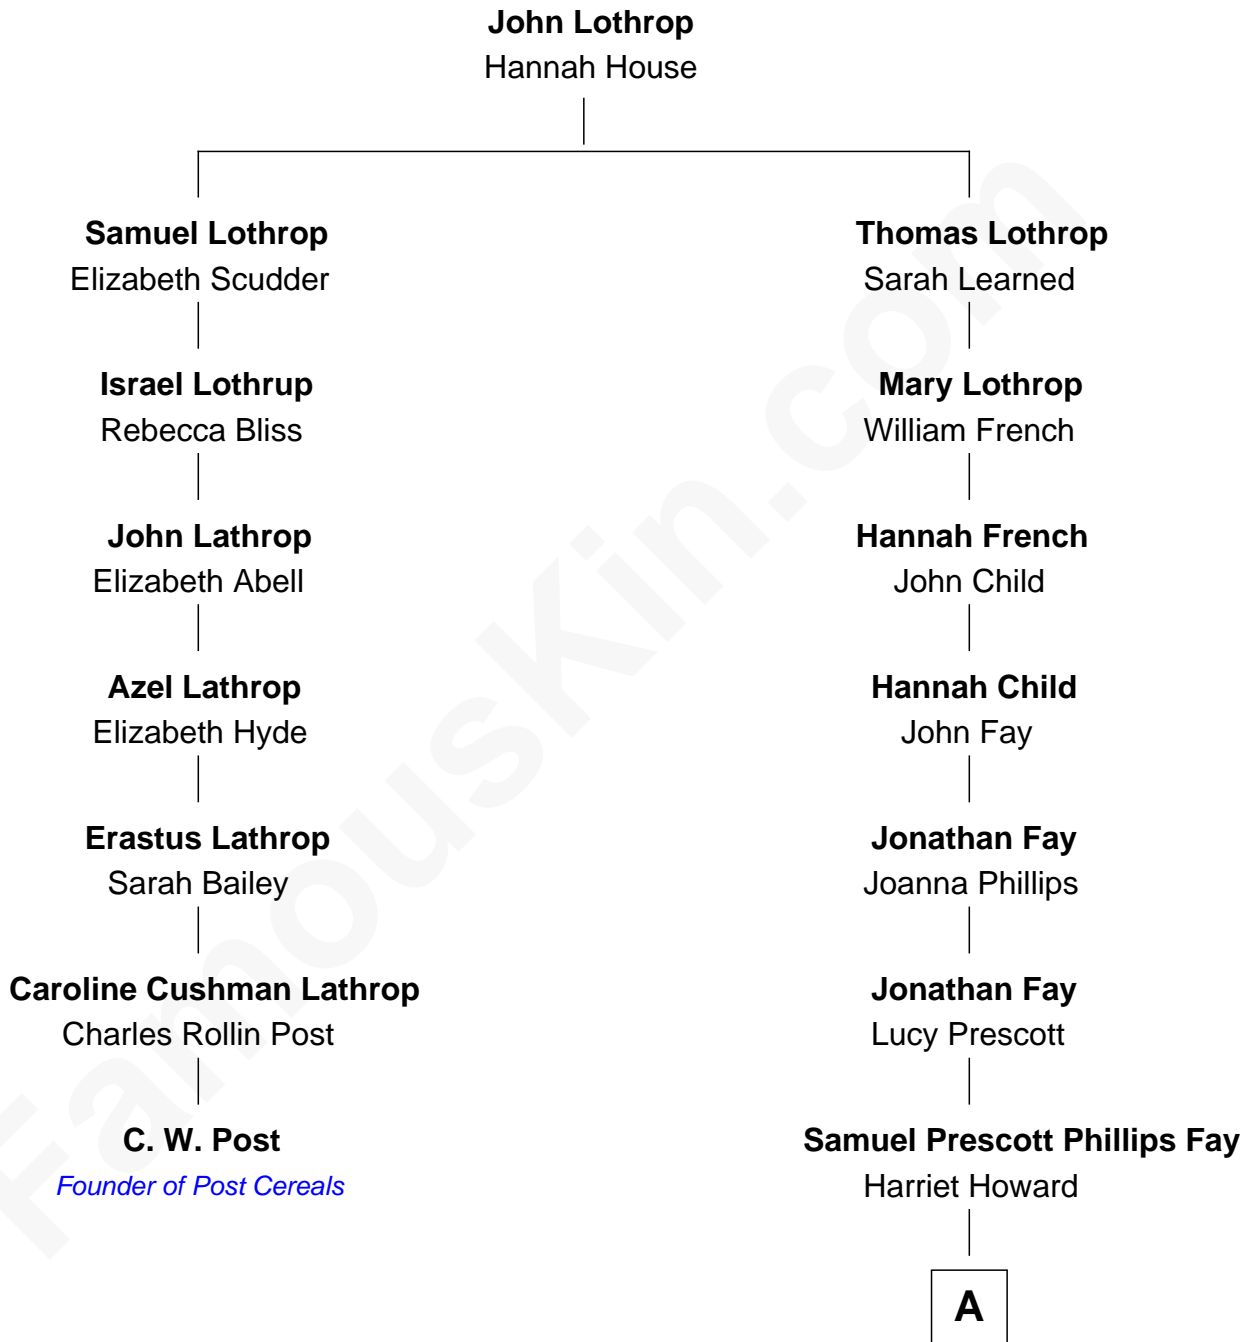 John Lothrop
Hannah House
Samuel Lothrop
Elizabeth Scudder
Thomas Lothrop
Sarah Learned
Israel Lothrup
Rebecca Bliss
Mary Lothrop
William French
John Lathrop
Elizabeth Abell
Hannah French
John Child
Azel Lathrop
Elizabeth Hyde
Hannah Child
John Fay
Erastus Lathrop
Sarah Bailey
Jonathan Fay
Joanna Phillips
Caroline Cushman Lathrop
Charles Rollin Post
Jonathan Fay
Lucy Prescott
C. W. Post
Founder of Post Cereals
Samuel Prescott Phillips Fay
Harriet Howard
A
FamousKin.com